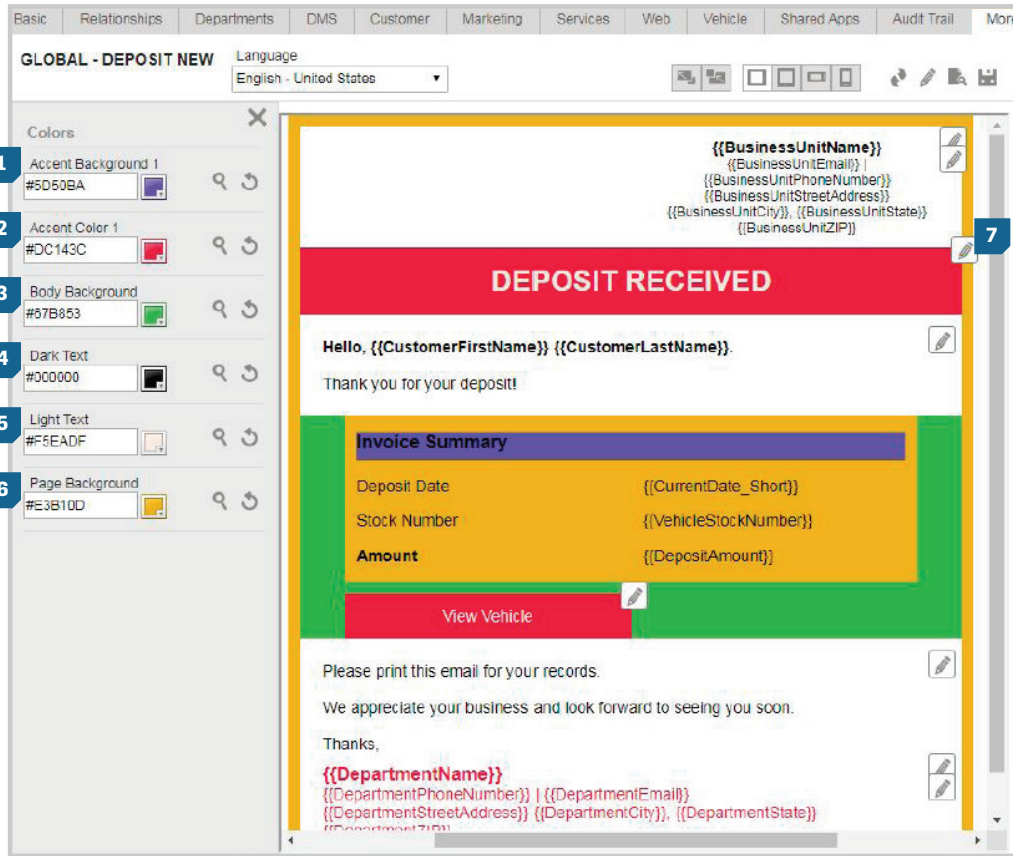 Basic Relationships Departments DMS Customer Marketing Services Web Vehicle Shared Apps Audit Trail More
GLOBAL - DEPOSIT NEW
Language
English - United States
Colors
1
Accent Background 1
#5D50BA
2
Accent Color 1
#DC143C
3
Body Background
#67B853
4
Dark Text
#000000
5
Light Text
#F5EADF
6
Page Background
#E3B10D
{{BusinessUnitName}}
{{BusinessUnitEmail}} |
{{BusinessUnitPhoneNumber}}
{{BusinessUnitStreetAddress}}
{{BusinessUnitCity}}, {{BusinessUnitState}}
{{BusinessUnitZIP}}
7
DEPOSIT RECEIVED
Hello, {{CustomerFirstName}} {{CustomerLastName}}.
Thank you for your deposit!
Invoice Summary
Deposit Date {{CurrentDate_Short}}
Stock Number {{VehicleStockNumber}}
Amount {{DepositAmount}}
View Vehicle
Please print this email for your records.
We appreciate your business and look forward to seeing you soon.
Thanks,
{{DepartmentName}}
{{DepartmentPhoneNumber}} | {{DepartmentEmail}}
{{DepartmentStreetAddress}} {{DepartmentCity}}, {{DepartmentState}}
{{DepartmentZIP}}